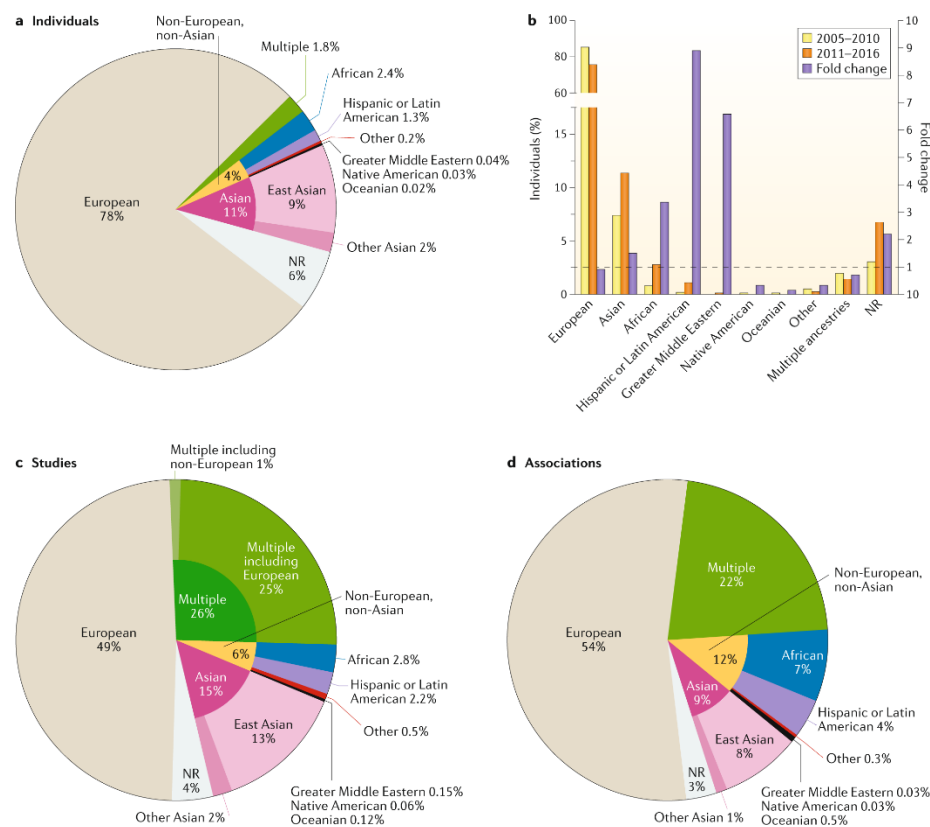 a Individuals
Non-European,
non-Asian
Multiple 1.8%
African 2.4%
Hispanic or Latin
American 1.3%
Other 0.2%
Greater Middle Eastern 0.04%
Native American 0.03%
Oceanian 0.02%
4%
European
78%
Asian
11%
East Asian
9%
Other Asian 2%
NR
6%
b
Individuals (%)
100
80
60
15
10
5
0
2005–2010
2011–2016
Fold change
10
9
8
7
6
5
4
3
2
1
10
Fold change
European
Asian
African
Hispanic or Latin American
Greater Middle Eastern
Native American
Oceanian
Other
Multiple ancestries
NR
c Studies
Multiple including
non-European 1%
Multiple
including
European
25%
Multiple
26%
Non-European,
non-Asian
European
49%
6%
African 2.8%
Asian
15%
Hispanic or Latin
American 2.2%
Other 0.5%
East Asian
13%
NR
4%
Greater Middle Eastern 0.15%
Native American 0.06%
Oceanian 0.12%
Other Asian 2%
d Associations
Multiple
22%
Non-European,
non-Asian
European
54%
12%
African
7%
Asian
9%
Hispanic or Latin
American 4%
East Asian
8%
Other 0.3%
NR
3%
Greater Middle Eastern 0.03%
Native American 0.03%
Oceanian 0.5%
Other Asian 1%